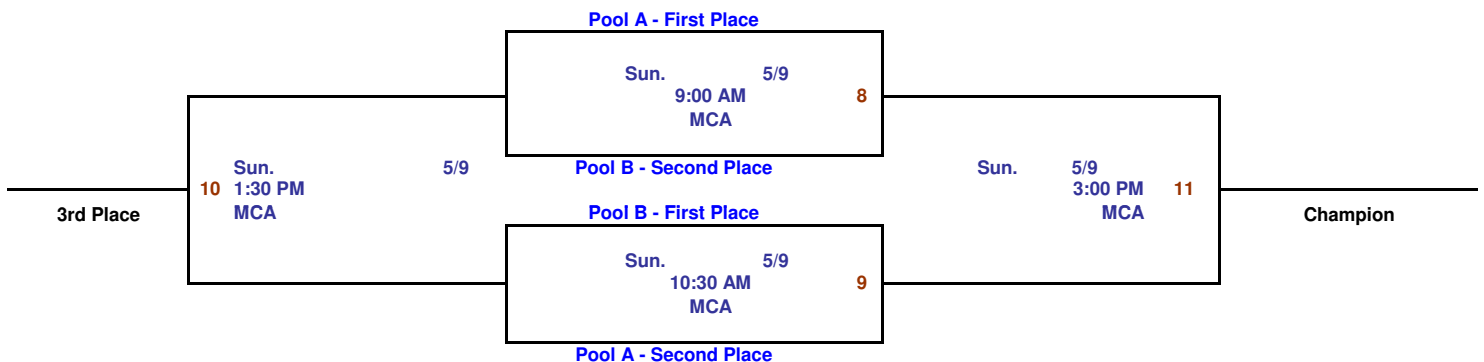 Pool A - First Place
Sun. 5/9
9:00 AM 8
MCA
Pool B - Second Place
Sun. 5/9
10 1:30 PM
MCA
3rd Place
Sun. 5/9
3:00 PM 11
MCA
Champion
Pool B - First Place
Sun. 5/9
10:30 AM 9
MCA
Pool A - Second Place